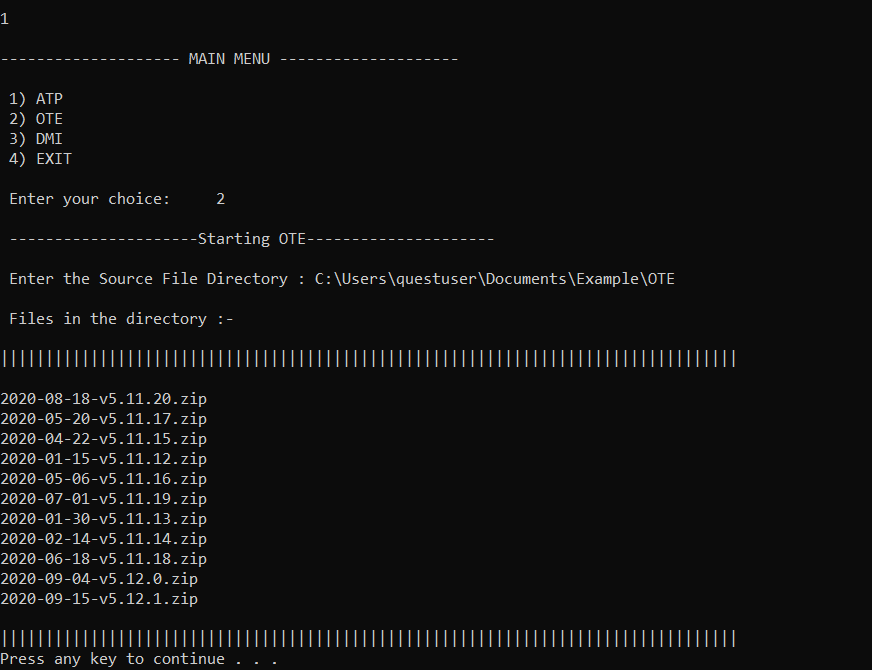 1
-------------------- MAIN MENU --------------------
1) ATP
2) OTE
3) DMI
4) EXIT
Enter your choice:     2
---------------------Starting OTE---------------------
Enter the Source File Directory : C:\Users\questuser\Documents\Example\OTE
Files in the directory :-
||||||||||||||||||||||||||||||||||||||||||||||||||||||||||||||||||||||||||||||||||
2020-08-18-v5.11.20.zip
2020-05-20-v5.11.17.zip
2020-04-22-v5.11.15.zip
2020-01-15-v5.11.12.zip
2020-05-06-v5.11.16.zip
2020-07-01-v5.11.19.zip
2020-01-30-v5.11.13.zip
2020-02-14-v5.11.14.zip
2020-06-18-v5.11.18.zip
2020-09-04-v5.12.0.zip
2020-09-15-v5.12.1.zip
||||||||||||||||||||||||||||||||||||||||||||||||||||||||||||||||||||||||||||||||||
Press any key to continue . . .